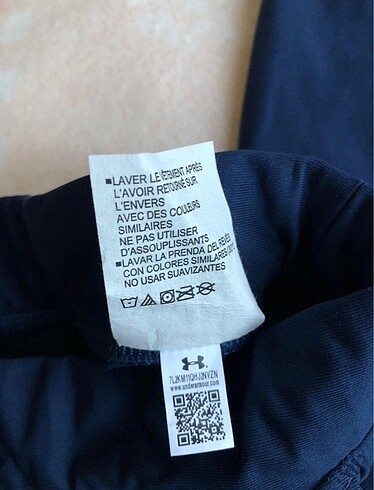 ▪LAVER LE VÊTEMENT APRÈS
L'AVOIR RETOURNÉ SUR
L'ENVERS
AVEC DES COULEURS
SIMILAIRES
NE PAS UTILISER
D'ASSOUPLISSANTS
▪LAVAR LA PRENDA DEL REVÉS
CON COLORES SIMILARES
NO USAR SUAVIZANTES
www.underarmour.com